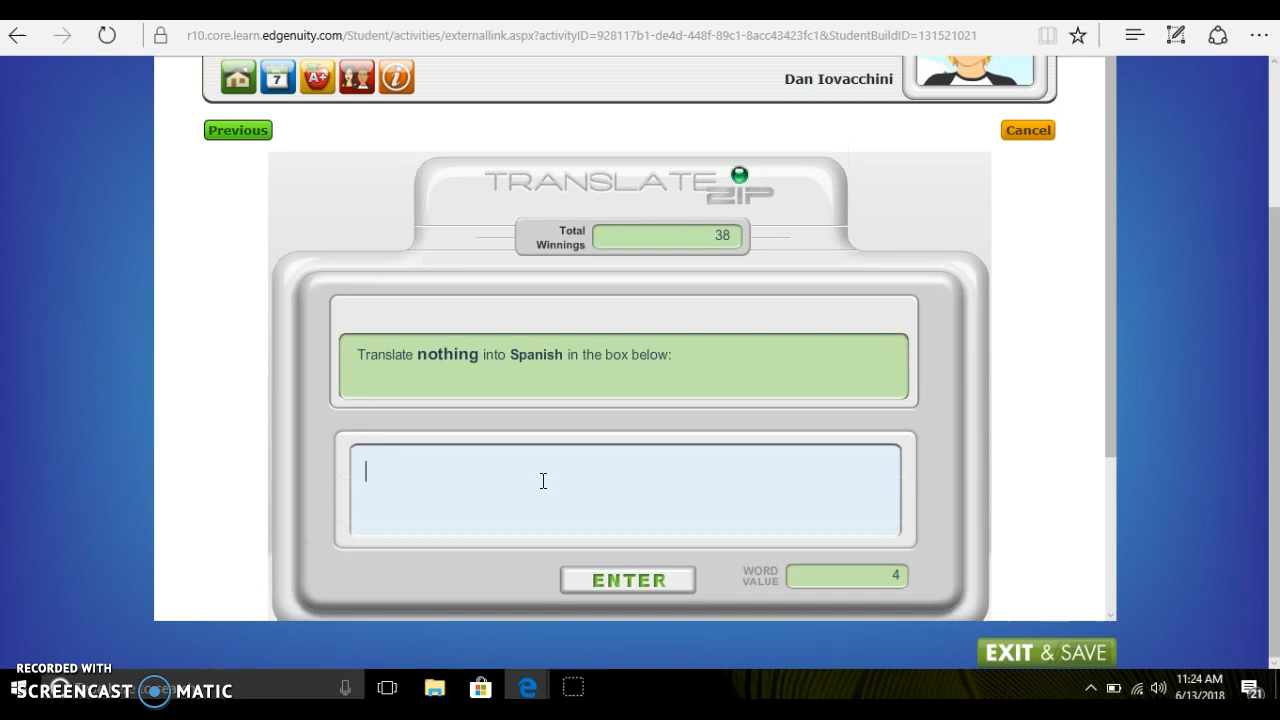 r10.core.learn.edgenuity.com/Student/activities/externallink.aspx?activityID=928117b1-de4d-448f-89c1-8acc43423fc1&StudentBuildID=131521021
7
A+
Dan Iovacchini
Previous
Cancel
TRANSLATE
ZIP
Total
Winnings
38
Translate nothing into Spanish in the box below:
ENTER
WORD
VALUE
4
EXIT & SAVE
RECORDED WITH
SCREENCAST MATIC
11:24 AM
6/13/2018
21